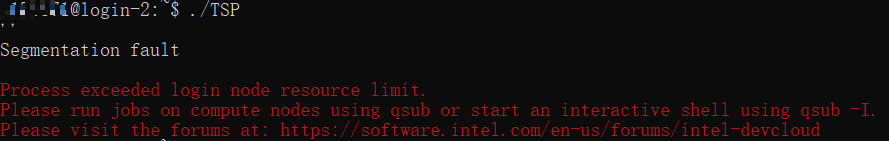 @login-2:~$ ./TSP
''
Segmentation fault
Process exceeded login node resource limit.
Please run jobs on compute nodes using qsub or start an interactive shell using qsub -I.
Please visit the forums at: https://software.intel.com/en-us/forums/intel-devcloud